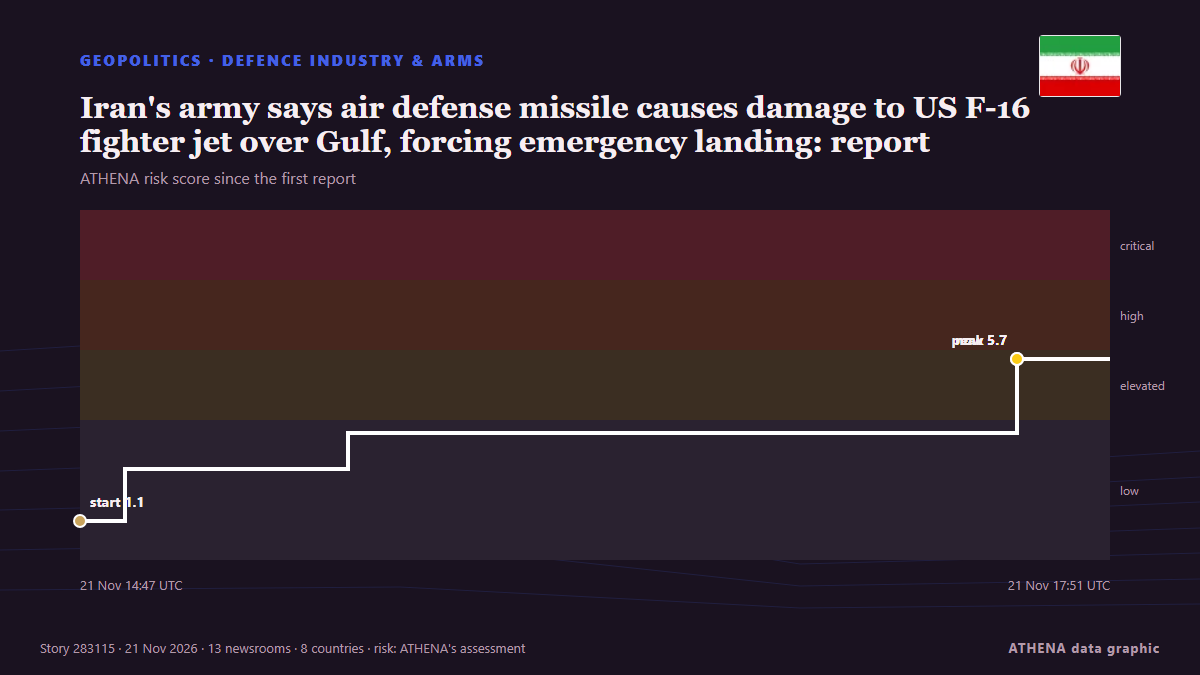 GEOPOLITICS · DEFENCE INDUSTRY & ARMS
Iran's army says air defense missile causes damage to US F-16
fighter jet over Gulf, forcing emergency landing: report
ATHENA risk score since the first report
critical
high
peak 5.7
elevated
start 1.1
low
21 Nov 14:47 UTC
21 Nov 17:51 UTC
Story 283115 · 21 Nov 2026 · 13 newsrooms · 8 countries · risk: ATHENA's assessment
ATHENA data graphic